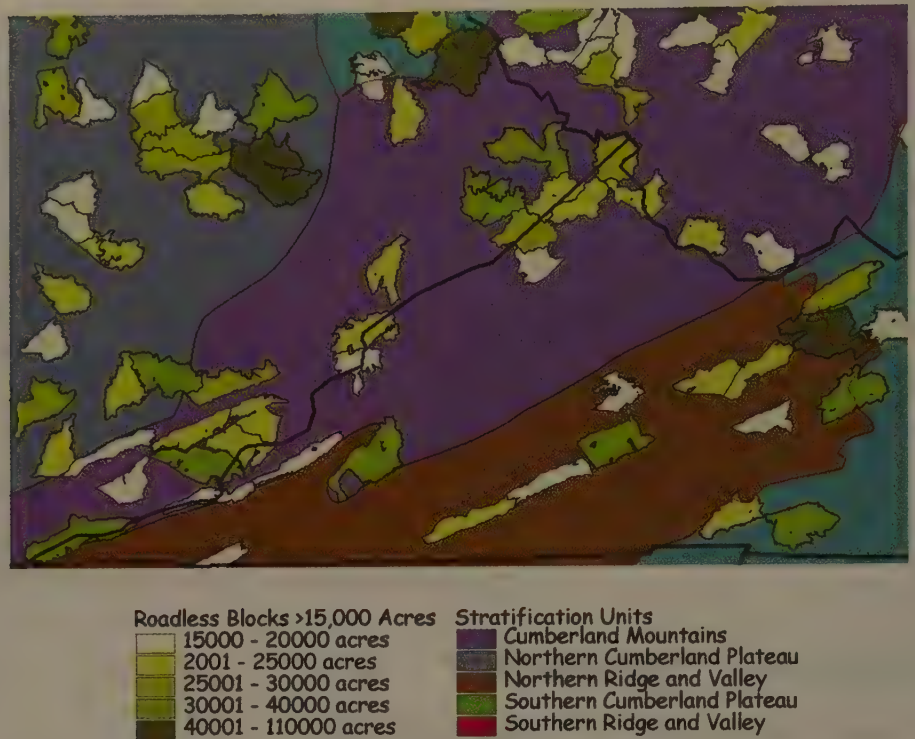 Roadless Blocks >15,000 Acres
15000 - 20000 acres
2001 - 25000 acres
25001 - 30000 acres
30001 - 40000 acres
40001 - 110000 acres
Stratification Units
Cumberland Mountains
Northern Cumberland Plateau
Northern Ridge and Valley
Southern Cumberland Plateau
Southern Ridge and Valley